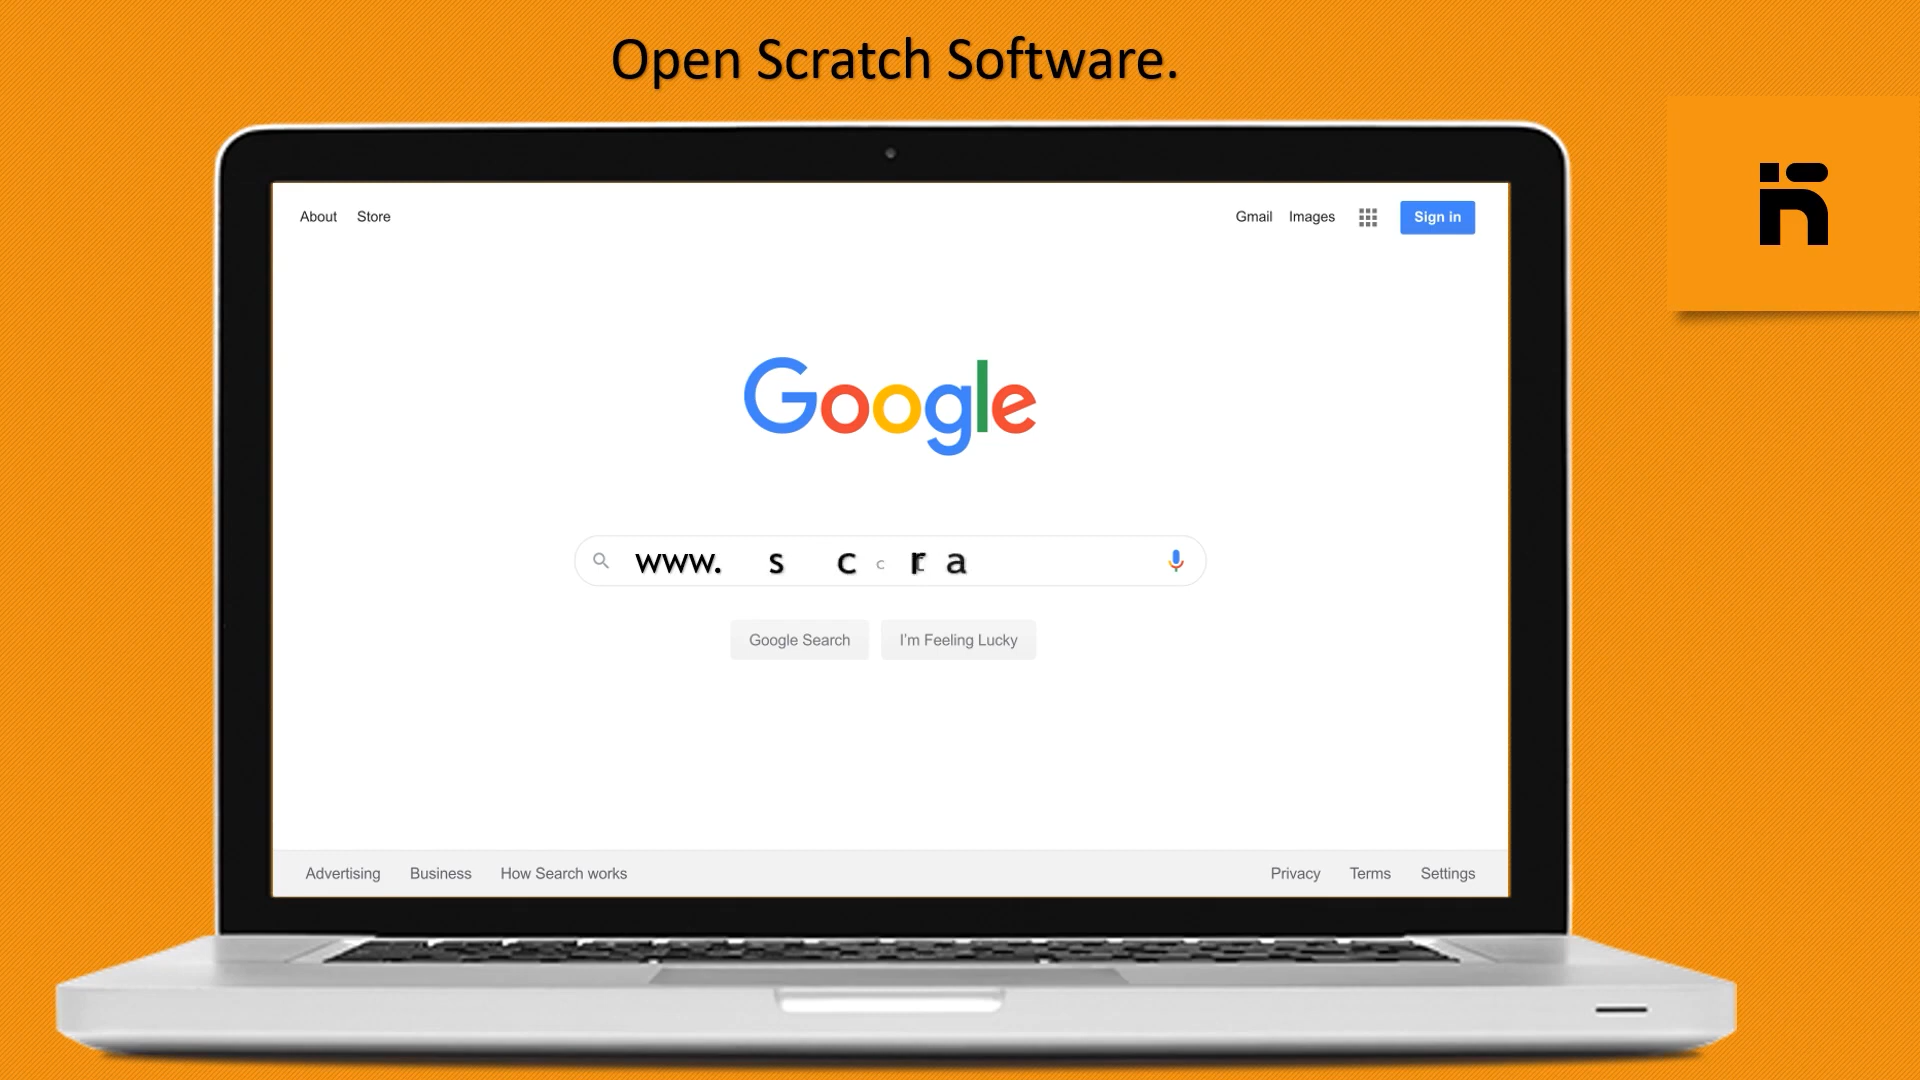 Open Scratch Software.
About Store Gmail Images Sign in
Google
www. s c c r a
Google Search I'm Feeling Lucky
Advertising Business How Search works Privacy Terms Settings